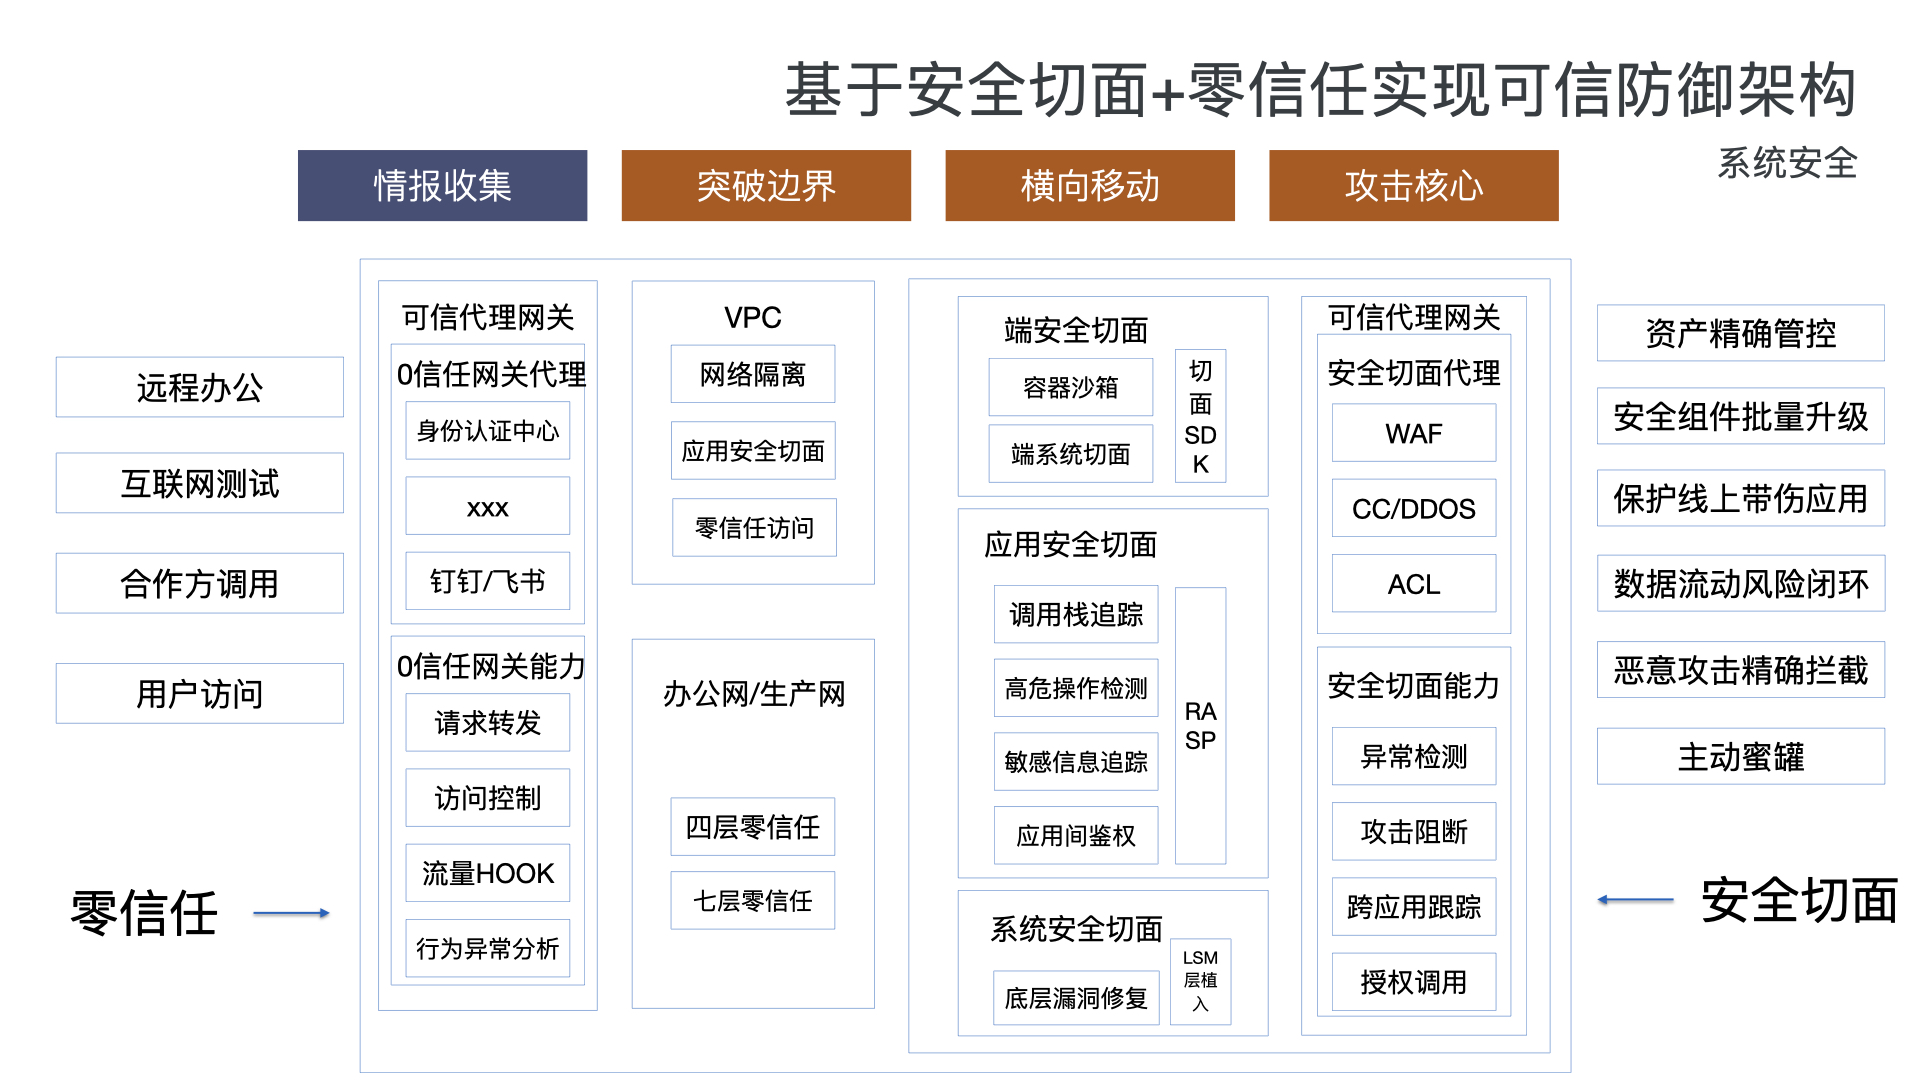 基于安全切面+零信任实现可信防御架构
系统安全
情报收集
突破边界
横向移动
攻击核心
远程办公
互联网测试
合作方调用
用户访问
零信任
可信代理网关
0信任网关代理
身份认证中心
xxx
钉钉/飞书
0信任网关能力
请求转发
访问控制
流量HOOK
行为异常分析
VPC
网络隔离
应用安全切面
零信任访问
办公网/生产网
四层零信任
七层零信任
端安全切面
容器沙箱
端系统切面
切
面
SD
K
应用安全切面
调用栈追踪
高危操作检测
敏感信息追踪
应用间鉴权
RA
SP
系统安全切面
底层漏洞修复
LSM
层植
入
可信代理网关
安全切面代理
WAF
CC/DDOS
ACL
安全切面能力
异常检测
攻击阻断
跨应用跟踪
授权调用
资产精确管控
安全组件批量升级
保护线上带伤应用
数据流动风险闭环
恶意攻击精确拦截
主动蜜罐
安全切面